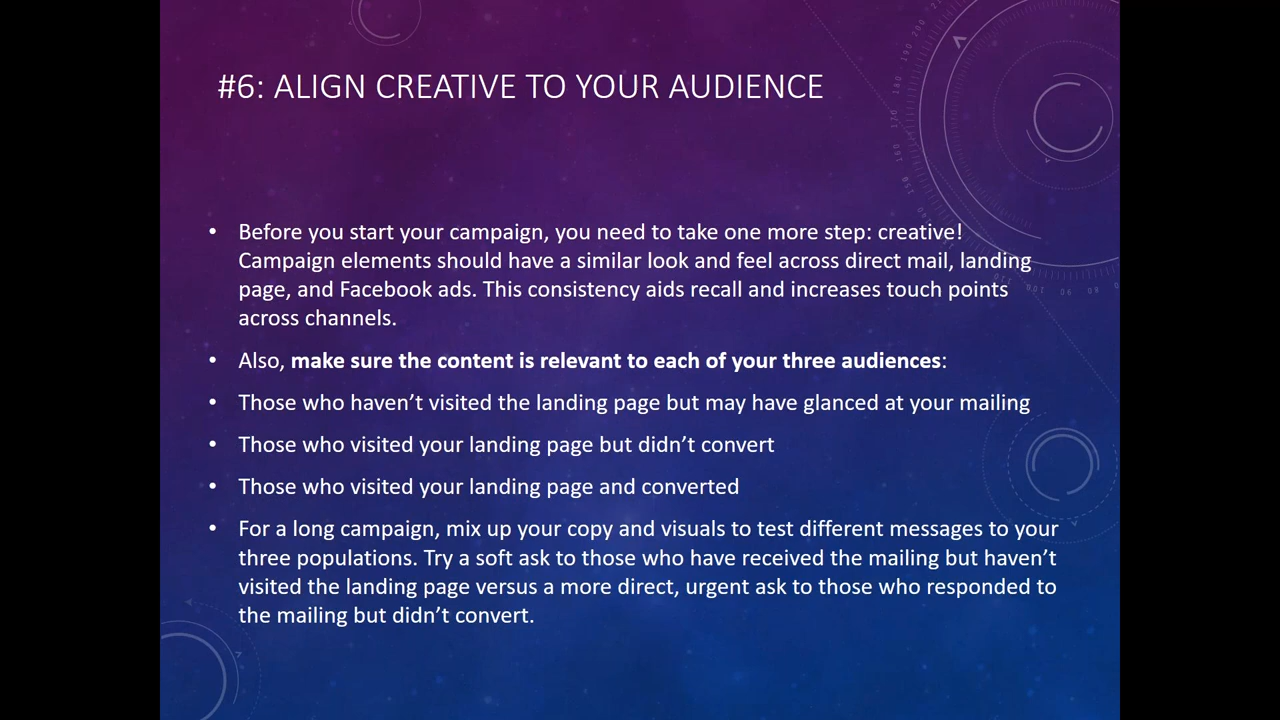 #6: ALIGN CREATIVE TO YOUR AUDIENCE
• Before you start your campaign, you need to take one more step: creative!
Campaign elements should have a similar look and feel across direct mail, landing
page, and Facebook ads. This consistency aids recall and increases touch points
across channels.
• Also, make sure the content is relevant to each of your three audiences:
• Those who haven’t visited the landing page but may have glanced at your mailing
• Those who visited your landing page but didn’t convert
• Those who visited your landing page and converted
• For a long campaign, mix up your copy and visuals to test different messages to your
three populations. Try a soft ask to those who have received the mailing but haven’t
visited the landing page versus a more direct, urgent ask to those who responded to
the mailing but didn’t convert.